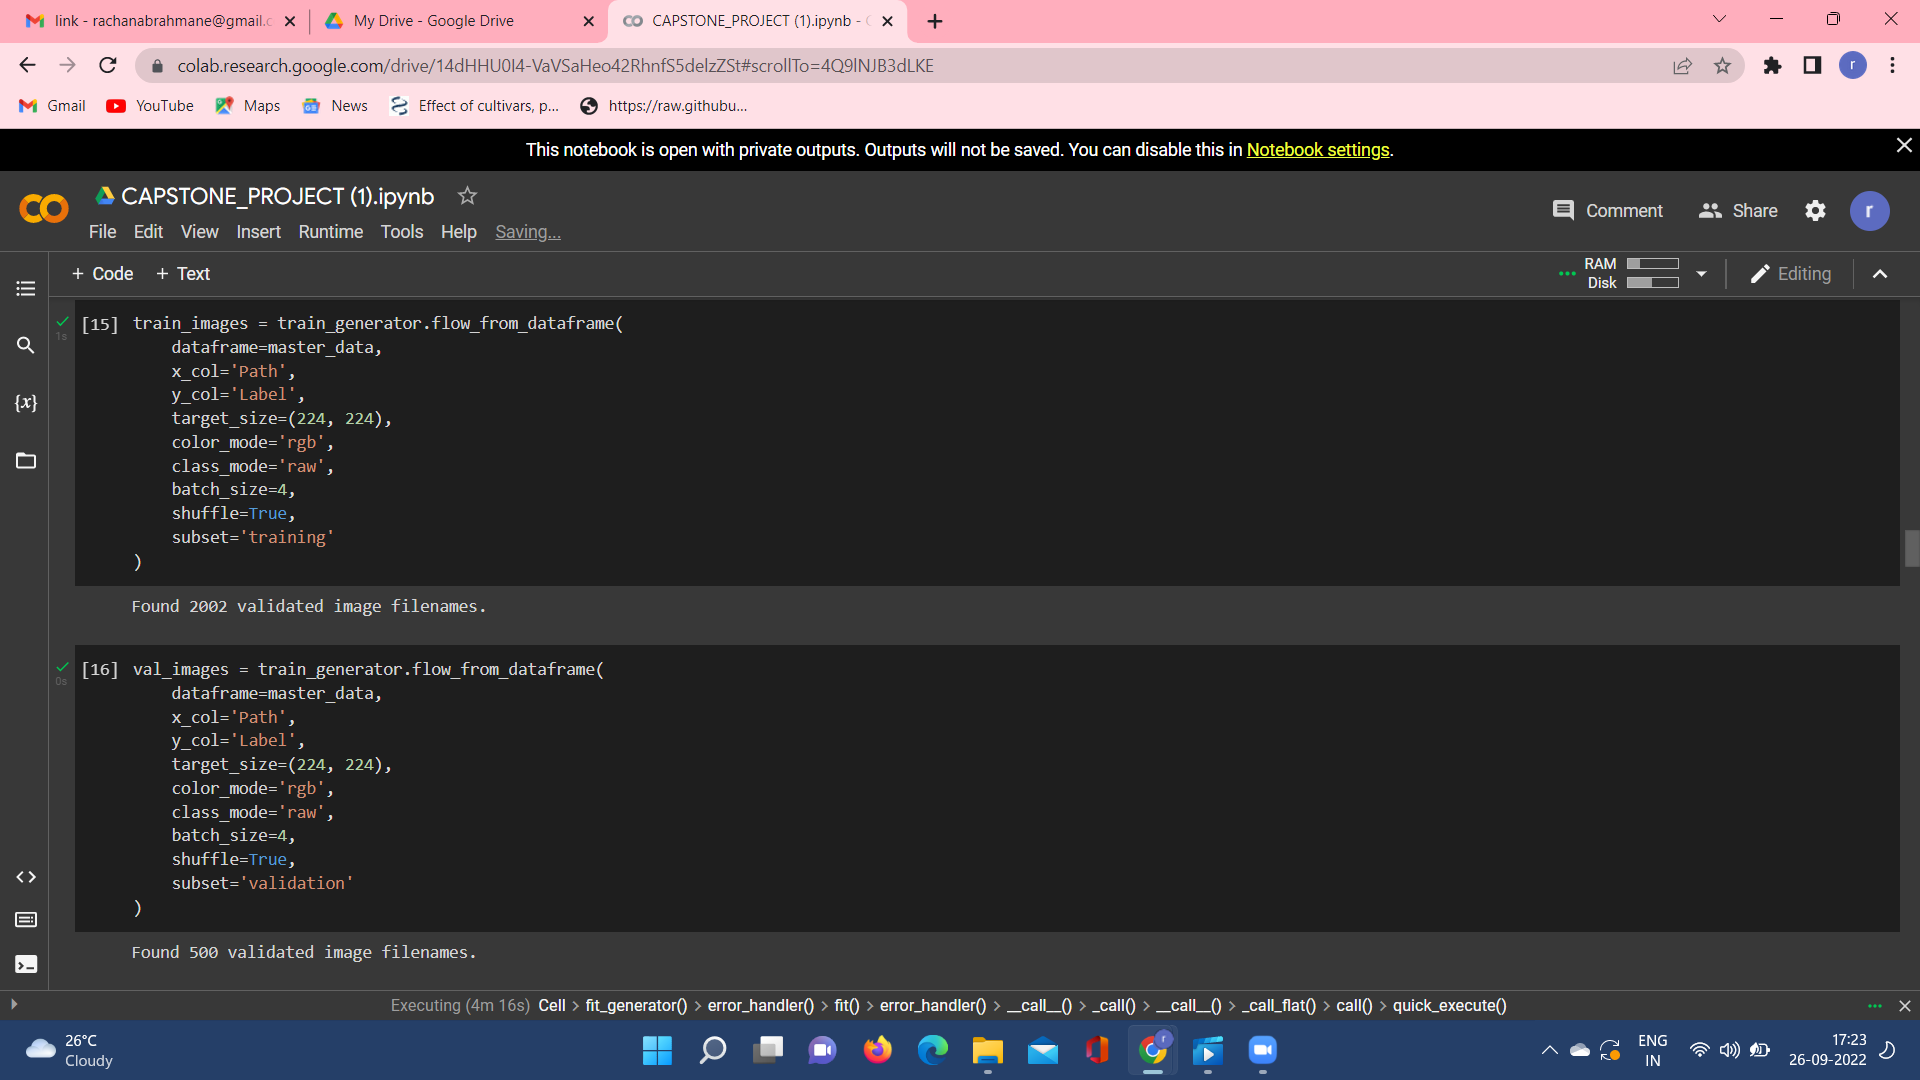 link - rachanabrahmane@gmail.c
My Drive - Google Drive
CAPSTONE_PROJECT (1).ipynb -
colab.research.google.com/drive/14dHHU0I4-VaVSaHeo42RhnfS5delzZSt#scrollTo=4Q9lNJB3dLKE
r
Gmail
YouTube
Maps
News
Effect of cultivars, p...
https://raw.githubu...
This notebook is open with private outputs. Outputs will not be saved. You can disable this in Notebook settings.
CAPSTONE_PROJECT (1).ipynb
Comment
Share
r
File Edit View Insert Runtime Tools Help Saving...
+ Code + Text
RAM
Disk
Editing
[15] train_images = train_generator.flow_from_dataframe(
1s
dataframe=master_data,
x_col='Path',
y_col='Label',
target_size=(224, 224),
color_mode='rgb',
class_mode='raw',
batch_size=4,
shuffle=True,
subset='training'
)
Found 2002 validated image filenames.
[16] val_images = train_generator.flow_from_dataframe(
0s
dataframe=master_data,
x_col='Path',
y_col='Label',
target_size=(224, 224),
color_mode='rgb',
class_mode='raw',
batch_size=4,
shuffle=True,
subset='validation'
)
Found 500 validated image filenames.
Executing (4m 16s) Cell > fit_generator() > error_handler() > fit() > error_handler() > __call__() > _call() > __call__() > _call_flat() > call() > quick_execute()
26°C
Cloudy
ENG
IN
17:23
26-09-2022